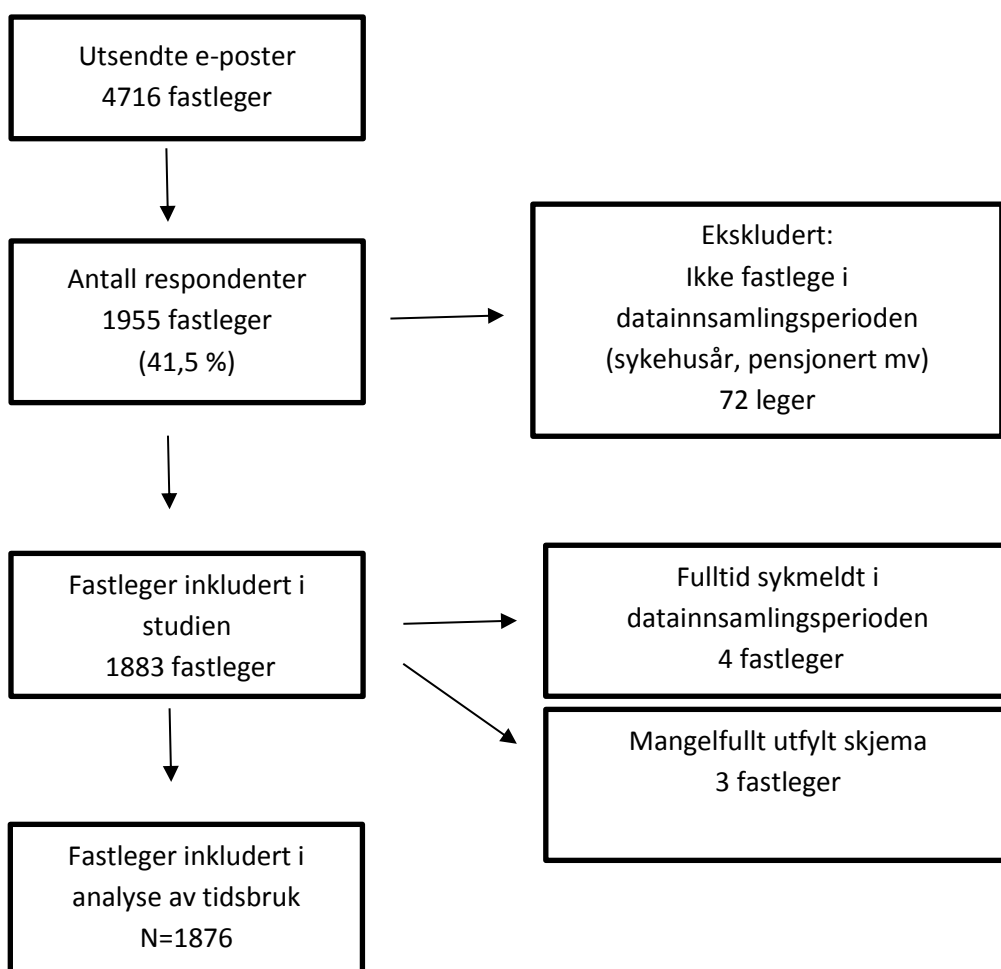 Utsendte e-poster
4716 fastleger
Antall respondenter
1955 fastleger
(41,5 %)
Ekskludert:
Ikke fastlege i
datainnsamlingsperioden
(sykehusår, pensjonert mv)
72 leger
Fastleger inkludert i
studien
1883 fastleger
Fulltid sykmeldt i
datainnsamlingsperioden
4 fastleger
Mangelfullt utfylt skjema
3 fastleger
Fastleger inkludert i
analyse av tidsbruk
N=1876